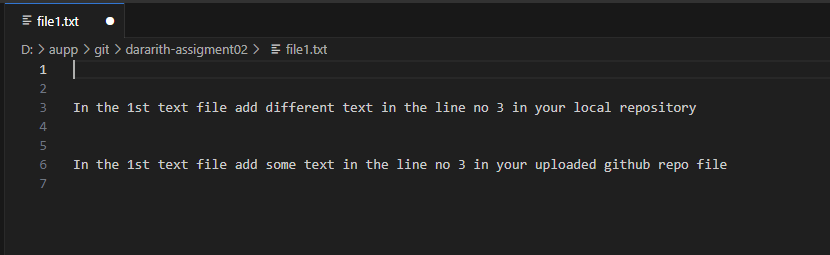 file1.txt
D: > aupp > git > dararith-assigment02 > file1.txt
1
2
3 In the 1st text file add different text in the line no 3 in your local repository
4
5
6 In the 1st text file add some text in the line no 3 in your uploaded github repo file
7